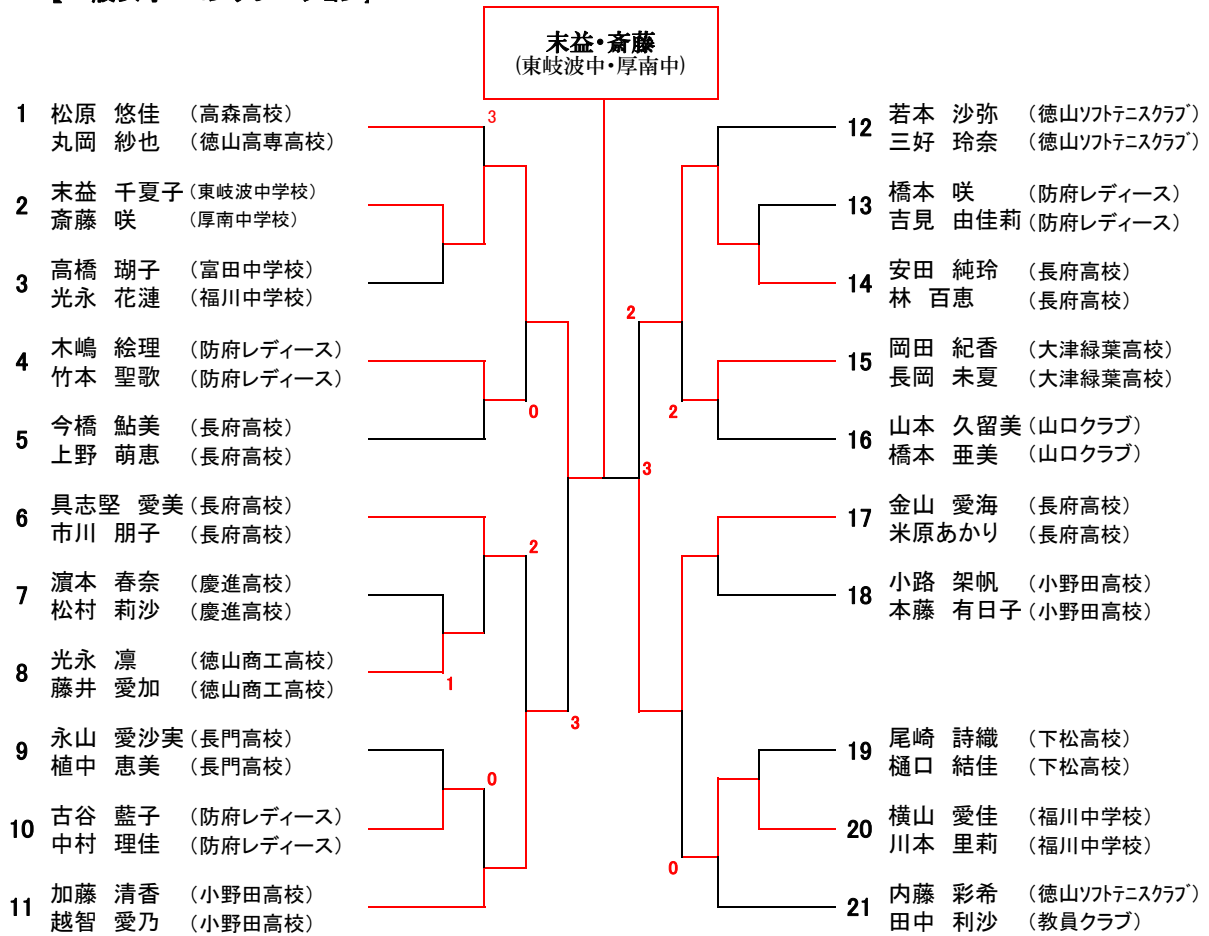 末益・斎藤
(東岐波中・厚南中)
1 松原 悠佳 (高森高校)
丸岡 紗也 (徳山高専高校)
2 末益 千夏子 (東岐波中学校)
斎藤 咲 (厚南中学校)
3 高橋 瑚子 (富田中学校)
光永 花漣 (福川中学校)
4 木嶋 絵理 (防府レディース)
竹本 聖歌 (防府レディース)
5 今橋 鮎美 (長府高校)
上野 萌恵 (長府高校)
6 具志堅 愛美 (長府高校)
市川 朋子 (長府高校)
7 濵本 春奈 (慶進高校)
松村 莉沙 (慶進高校)
8 光永 凛 (徳山商工高校)
藤井 愛加 (徳山商工高校)
9 永山 愛沙実 (長門高校)
植中 恵美 (長門高校)
10 古谷 藍子 (防府レディース)
中村 理佳 (防府レディース)
11 加藤 清香 (小野田高校)
越智 愛乃 (小野田高校)
3
0
2
1
0
3
2
2
3
0
12 若本 沙弥 (徳山ソフトテニスクラブ)
三好 玲奈 (徳山ソフトテニスクラブ)
13 橋本 咲 (防府レディース)
吉見 由佳莉 (防府レディース)
14 安田 純玲 (長府高校)
林 百恵 (長府高校)
15 岡田 紀香 (大津緑葉高校)
長岡 未夏 (大津緑葉高校)
16 山本 久留美 (山口クラブ)
橋本 亜美 (山口クラブ)
17 金山 愛海 (長府高校)
米原あかり (長府高校)
18 小路 架帆 (小野田高校)
本藤 有日子 (小野田高校)
19 尾崎 詩織 (下松高校)
樋口 結佳 (下松高校)
20 横山 愛佳 (福川中学校)
川本 里莉 (福川中学校)
21 内藤 彩希 (徳山ソフトテニスクラブ)
田中 利沙 (教員クラブ)